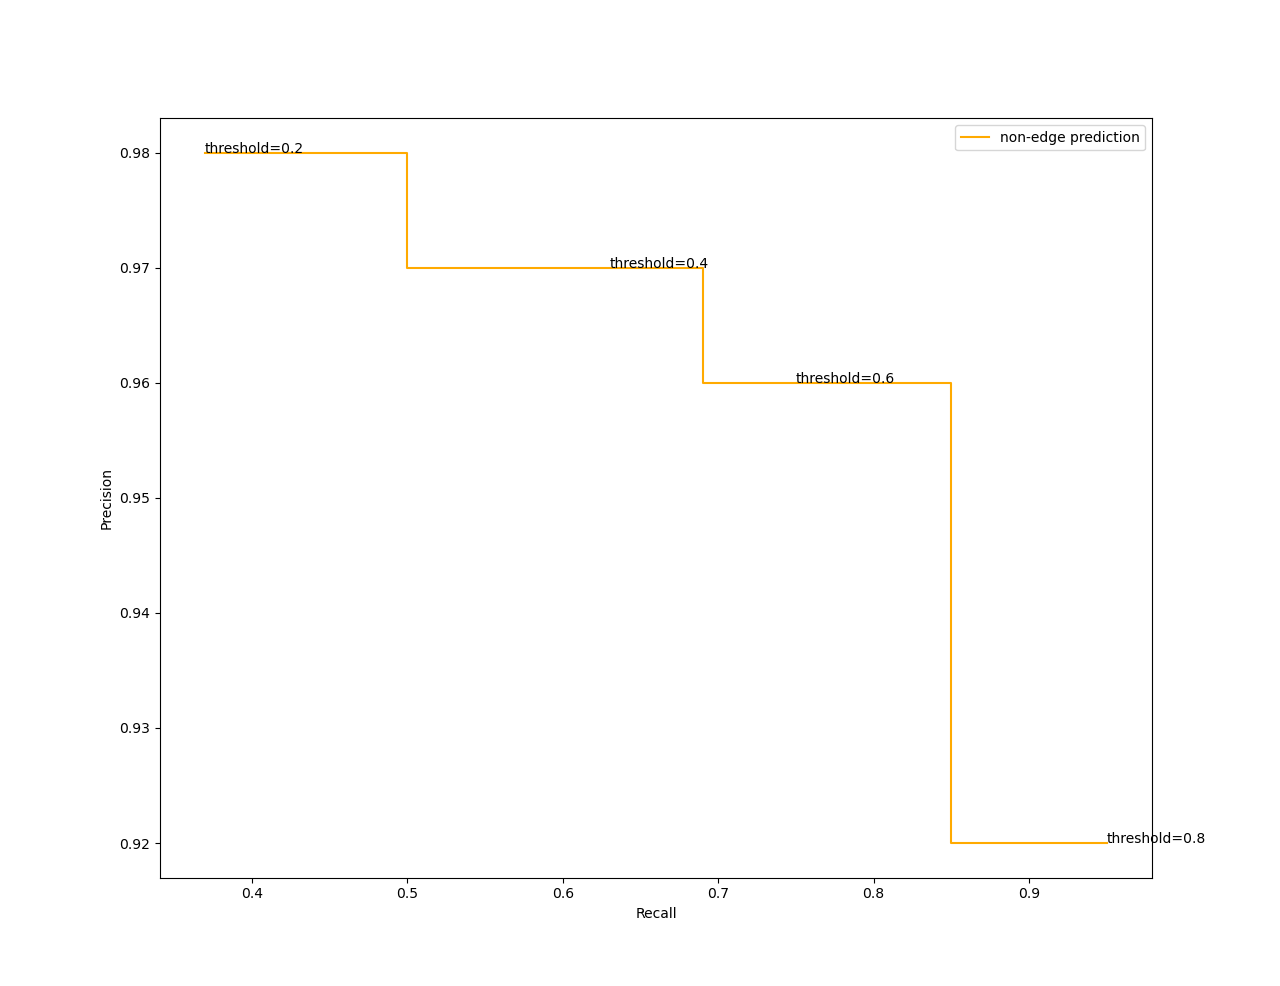 non-edge prediction
threshold=0.2
threshold=0.4
threshold=0.6
threshold=0.8
0.98
0.97
0.96
0.95
0.94
0.93
0.92
Precision
0.4
0.5
0.6
0.7
0.8
0.9
Recall